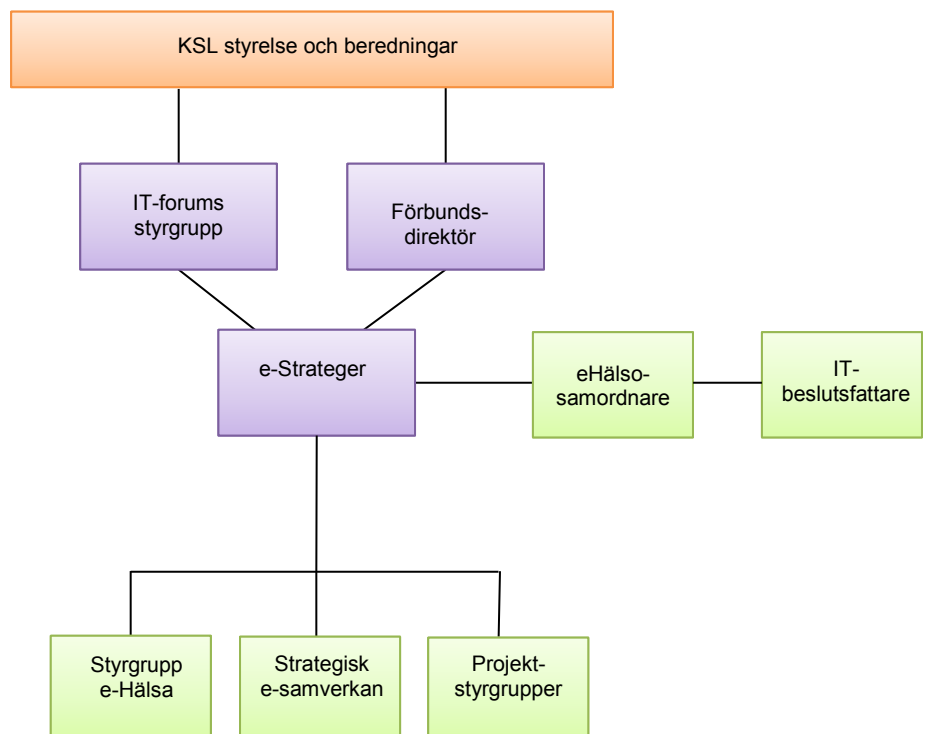 KSL styrelse och beredningar
IT-forums
styrgrupp
Förbunds-
direktör
e-Strateger
eHälso-
samordnare
IT-
beslutsfattare
Styrgrupp
e-Hälsa
Strategisk
e-samverkan
Projekt-
styrgrupper